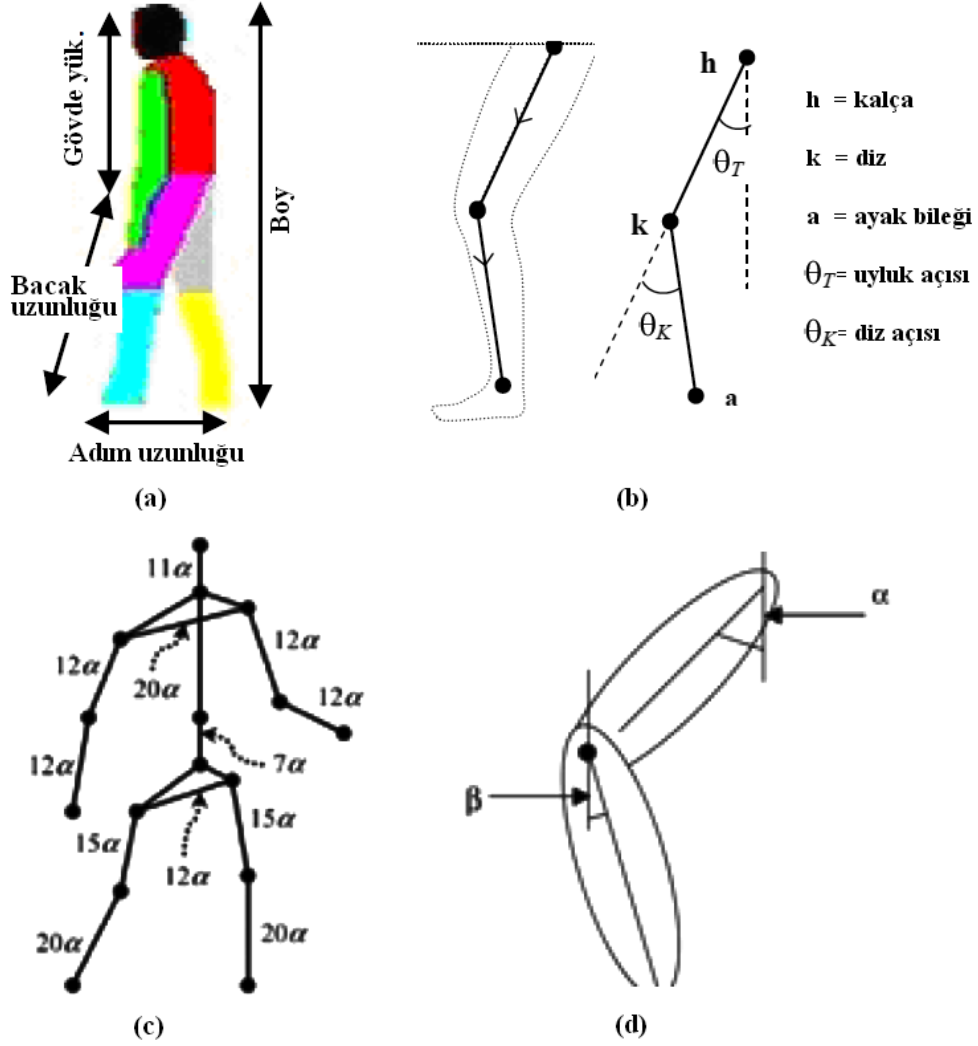 Gövde yük.
Boy
Bacak
uzunluğu
Adım uzunluğu
(a)
h
θT
k
θK
a
h = kalça
k = diz
a = ayak bileği
θT= uyluk açısı
θK= diz açısı
(b)
11α
12α
20α
12α
12α
12α
7α
15α
15α
12α
20α
20α
(c)
α
β
(d)